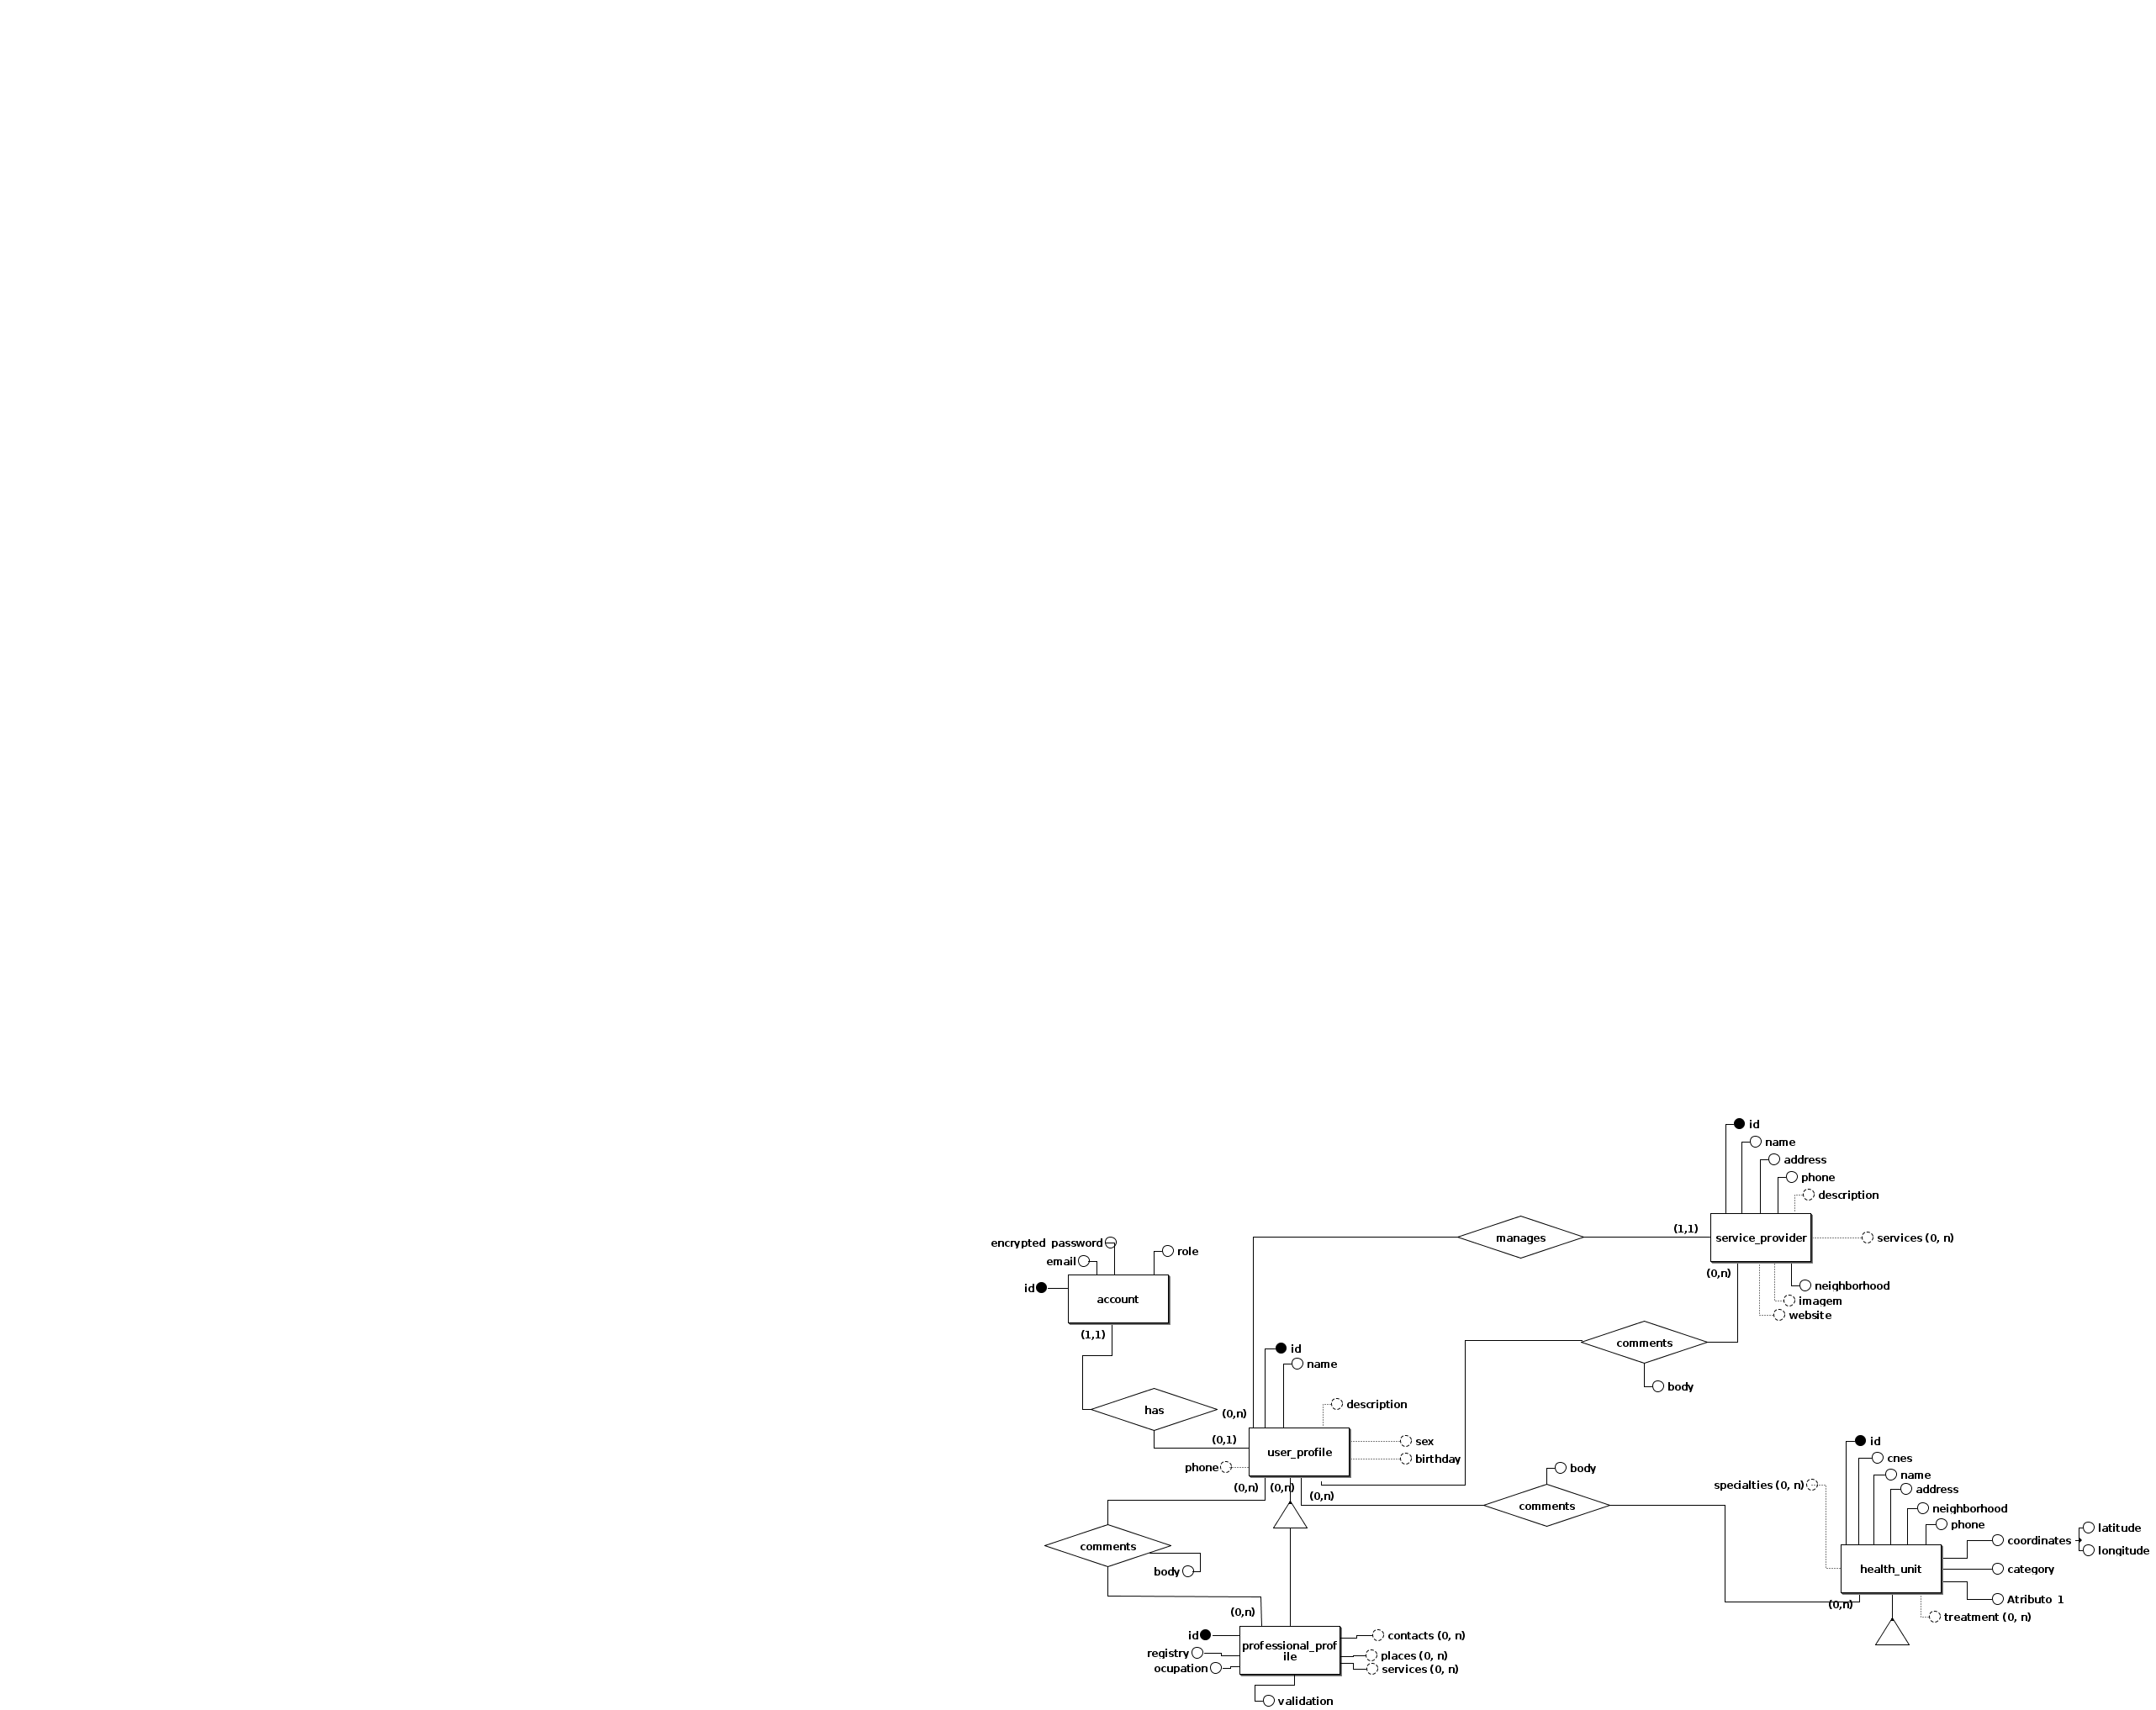 id
name
address
phone
description
manages
(1,1)
service_provider
services (0, n)
(0,n)
neighborhood
imagem
website
encrypted password
role
email
id
account
(1,1)
comments
body
id
name
has
(0,n)
description
(0,1)
user_profile
sex
birthday
phone
(0,n)
(0,n)
(0,n)
body
comments
id
cnes
name
address
neighborhood
phone
specialties (0, n)
coordinates
latitude
longitude
health_unit
category
Atributo 1
(0,n)
treatment (0, n)
comments
body
(0,n)
id
registry
ocupation
professional_prof
ile
contacts (0, n)
places (0, n)
services (0, n)
validation